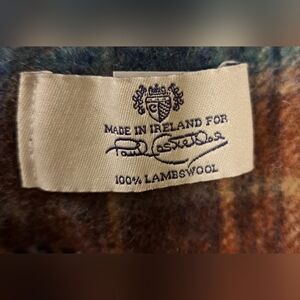 C
MADE IN IRELAND FOR
Paul Costelloe
100% LAMBSWOOL